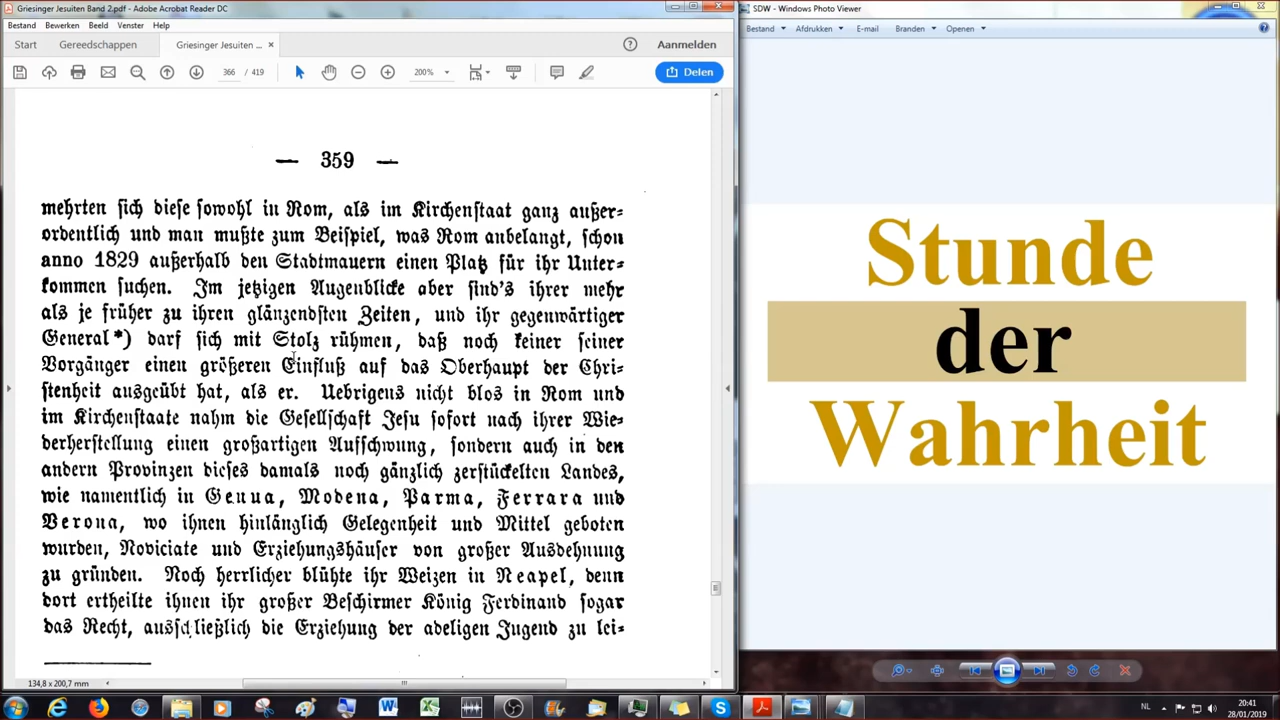 Griesinger Jesuiten Band 2.pdf - Adobe Acrobat Reader DC
Bestand Bewerken Beeld Venster Help
Start Gereedschappen Griesinger Jesuiten ... × Aanmelden
366 / 419 200% Delen
— 359 —
mehrten sich diese sowohl in Rom, als im Kirchenstaat ganz außer=
ordentlich und man mußte zum Beispiel, was Rom anbelangt, schon
anno 1829 außerhalb den Stadtmauern einen Platz für ihr Unter=
kommen suchen. Im jetzigen Augenblicke aber sind's ihrer mehr
als je früher zu ihren glänzendsten Zeiten, und ihr gegenwärtiger
General*) darf sich mit Stolz rühmen, daß noch keiner seiner
Vorgänger einen größeren Einfluß auf das Oberhaupt der Chri=
stenheit ausgeübt hat, als er. Uebrigens nicht blos in Rom und
im Kirchenstaate nahm die Gesellschaft Jesu sofort nach ihrer Wie=
derherstellung einen großartigen Aufschwung, sondern auch in den
andern Provinzen dieses damals noch gänzlich zerstückelten Landes,
wie namentlich in Genua, Modena, Parma, Ferrara und
Verona, wo ihnen hinlänglich Gelegenheit und Mittel geboten
wurden, Noviciate und Erziehungshäuser von großer Ausdehnung
zu gründen. Noch herrlicher blühte ihr Weizen in Neapel, denn
dort ertheilte ihnen ihr großer Beschirmer König Ferdinand sogar
das Recht, ausschließlich die Erziehung der adeligen Jugend zu lei=
134,8 x 200,7 mm
SDW - Windows Photo Viewer
Bestand Afdrukken E-mail Branden Openen
Stunde
der
Wahrheit
NL 20:41
28/01/2019